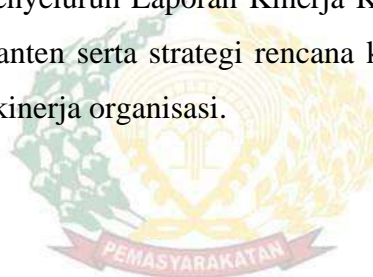 enyeluruh Laporan Kinerja K
anten serta strategi rencana k
kinerja organisasi.
PEMASYARAKATAN